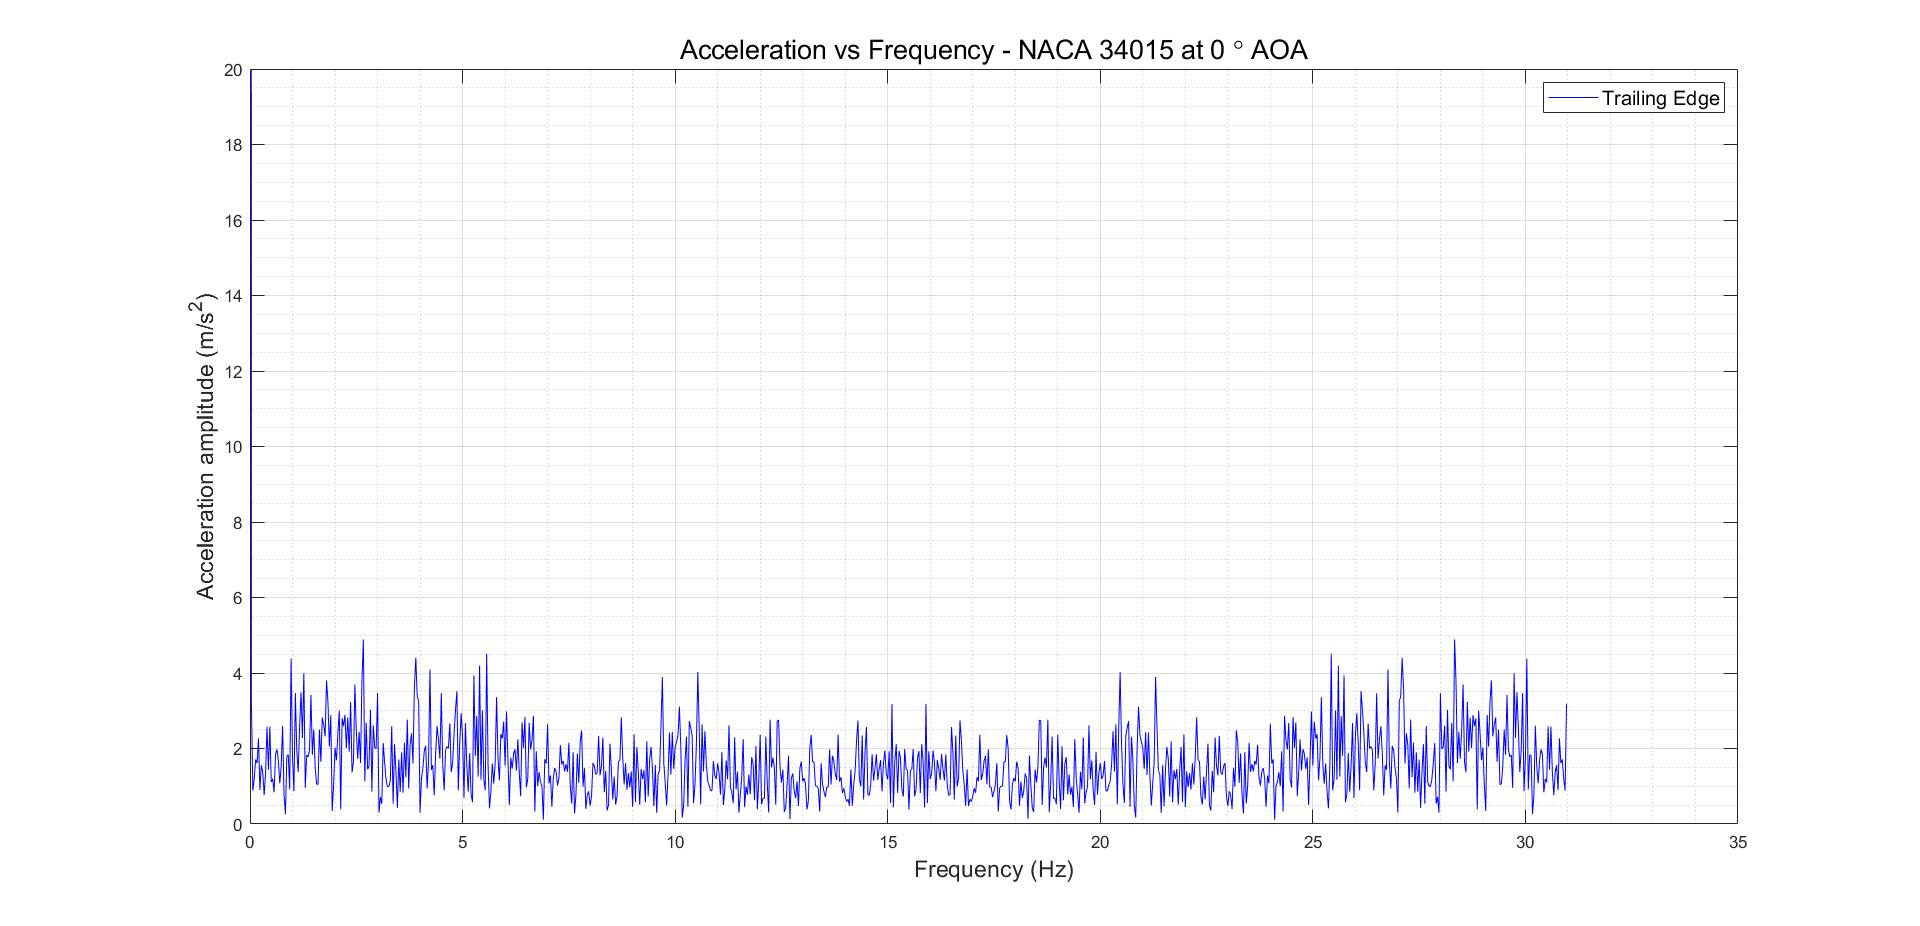 Acceleration vs Frequency - NACA 34015 at 0 ° AOA
Trailing Edge
20
18
16
14
12
10
8
6
4
2
0
Acceleration amplitude (m/s²)
0 5 10 15 20 25 30 35
Frequency (Hz)